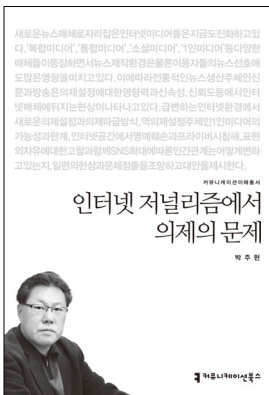 새로운뉴스매체로자리잡은인터넷미디어들은지금도진화하고있
다. ‘복합미디어’, ‘통합미디어’, ‘소셜미디어’, ‘1인미디어’등다양한
매체들이등장하면서뉴스제작환경은물론이용자들의뉴스선호에
도많은영향을미치고있다. 이에따라전통적인뉴스생산주체인신
문과방송은의제설정에대한영향력과신속성, 신뢰도등에서인터
넷매체에뒤지는현상이나타나고있다. 급변하는인터넷환경에서
새로운의제설정과의제파급방식, 역의제설정주체인1인미디어의
가능성과한계, 인터넷공간에서명예훼손과프라이버시침해, 표현
의자유에대한고찰과함께SNS확대에따른인간관계는어떻게변하
고있는지, 일련의현상과문제점들을조망하고대안을제시한다.
커뮤니케이션이해총서
인터넷 저널리즘에서
의제의 문제
박주현
커뮤니케이션북스